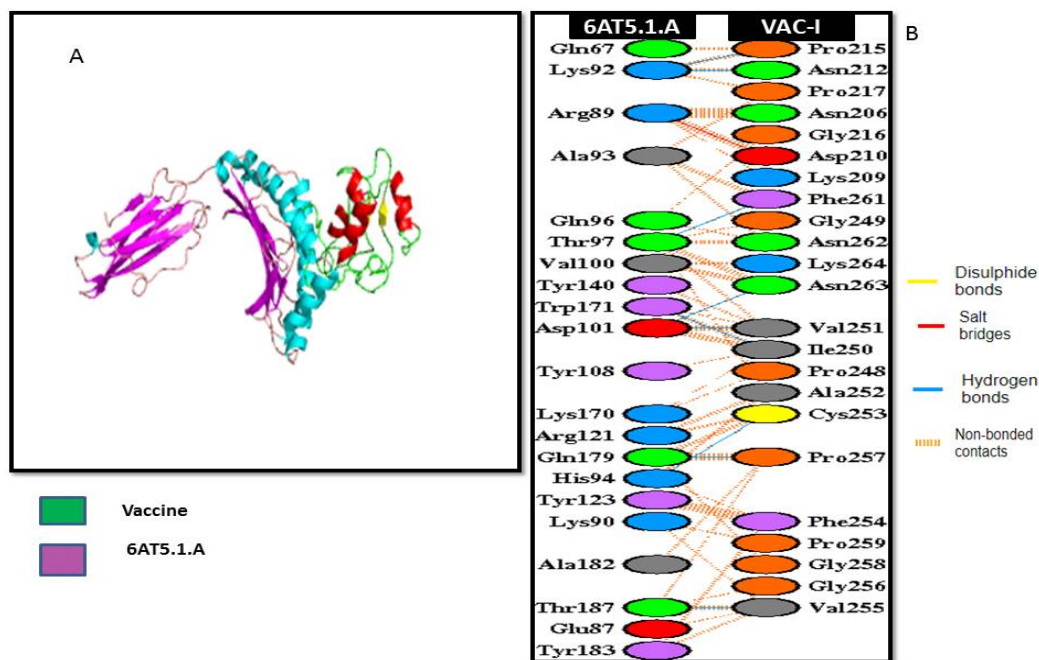 A
Vaccine
6AT5.1.A
B
6AT5.1.A VAC-I
Gln67 Pro215
Lys92 Asn212
Pro217
Arg89 Asn206
Gly216
Ala93 Asp210
Lys209
Phe261
Gln96 Gly249
Thr97 Asn262
Val100 Lys264
Tyr140 Asn263
Trp171
Asp101 Val251
Ile250
Tyr108 Pro248
Ala252
Lys170 Cys253
Arg121
Gln179 Pro257
His94
Tyr123
Lys90 Phe254
Pro259
Ala182 Gly258
Gly256
Thr187 Val255
Glu87
Tyr183
Disulphide
bonds
Salt
bridges
Hydrogen
bonds
Non-bonded
contacts